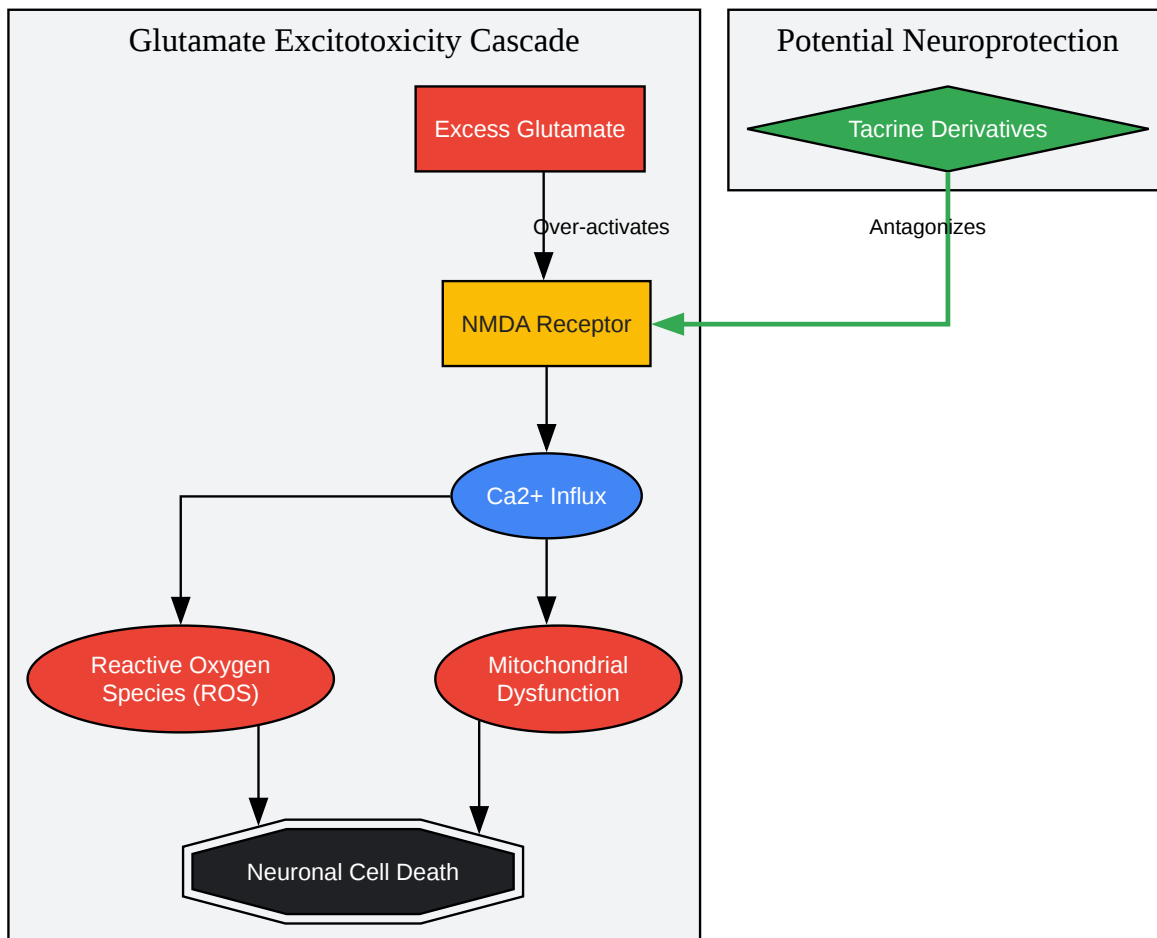 Glutamate Excitotoxicity Cascade
Potential Neuroprotection
Excess Glutamate
Tacrine Derivatives
Over-activates
Antagonizes
NMDA Receptor
Ca2+ Influx
Reactive Oxygen
Species (ROS)
Mitochondrial
Dysfunction
Neuronal Cell Death